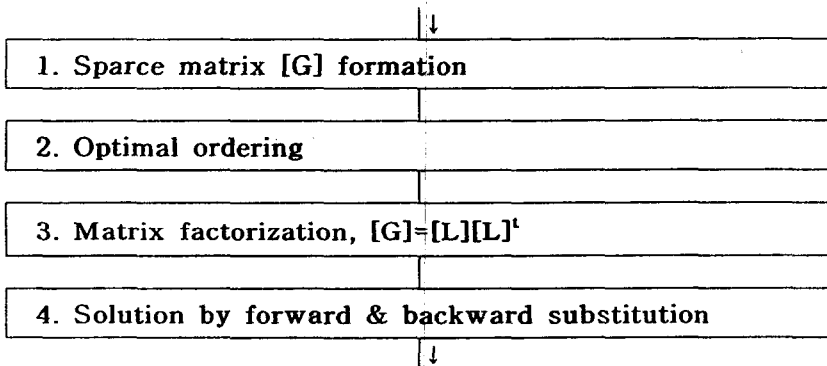 1. Sparce matrix [G] formation
2. Optimal ordering
3. Matrix factorization, [G]=[L][L]ᵗ
4. Solution by forward & backward substitution